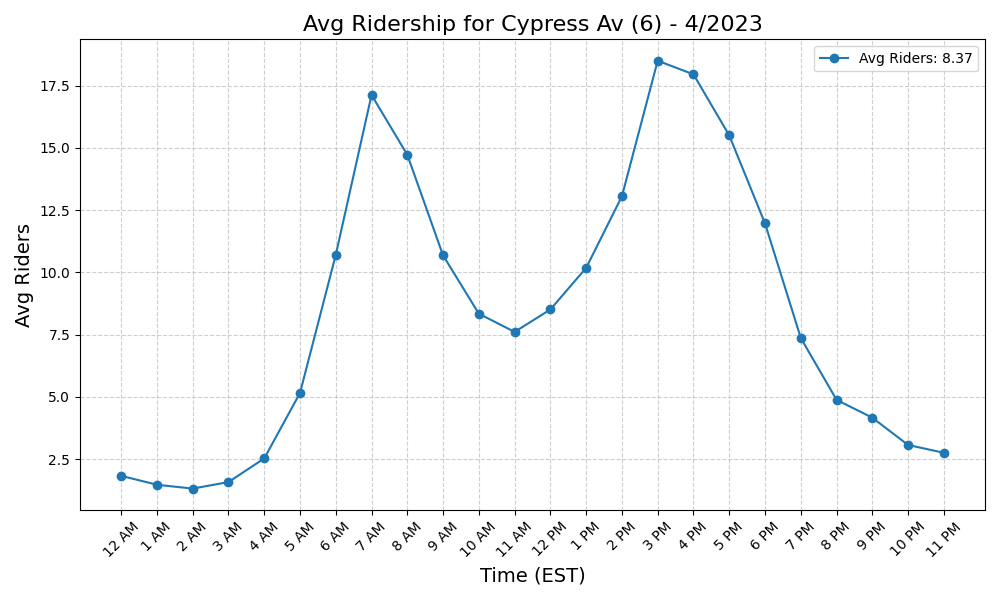 Avg Ridership for Cypress Av (6) - 4/2023
Avg Riders: 8.37
Avg Riders
17.5
15.0
12.5
10.0
7.5
5.0
2.5
12 AM
1 AM
2 AM
3 AM
4 AM
5 AM
6 AM
7 AM
8 AM
9 AM
10 AM
11 AM
12 PM
1 PM
2 PM
3 PM
4 PM
5 PM
6 PM
7 PM
8 PM
9 PM
10 PM
11 PM
Time (EST)